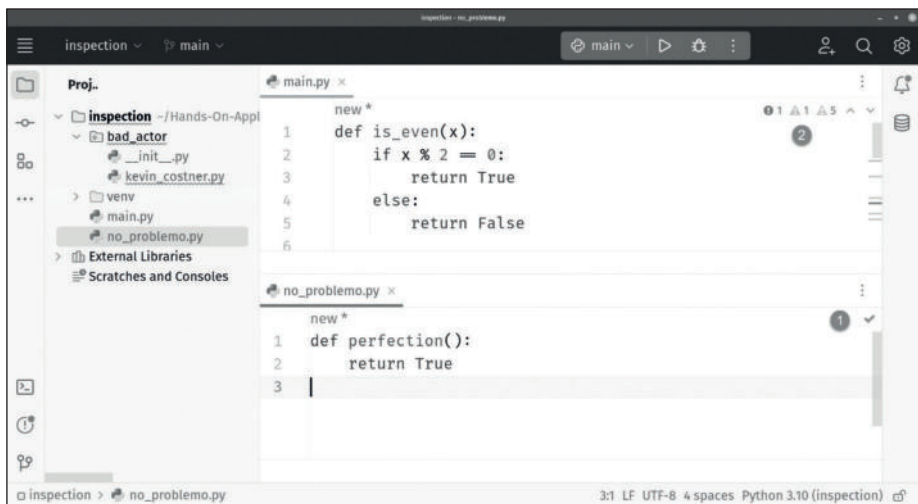 inspection – no_problemo.py
inspection main main
Proj..
inspection ~/Hands-On-Appl
bad_actor
__init__.py
kevin_costner.py
venv
main.py
no_problemo.py
External Libraries
Scratches and Consoles
main.py
new *
1 1 5
2
1 def is_even(x):
2 if x % 2 == 0:
3 return True
4 else:
5 return False
6
no_problemo.py
new *
1
1 def perfection():
2 return True
3
inspection > no_problemo.py
3:1 LF UTF-8 4 spaces Python 3.10 (inspection)